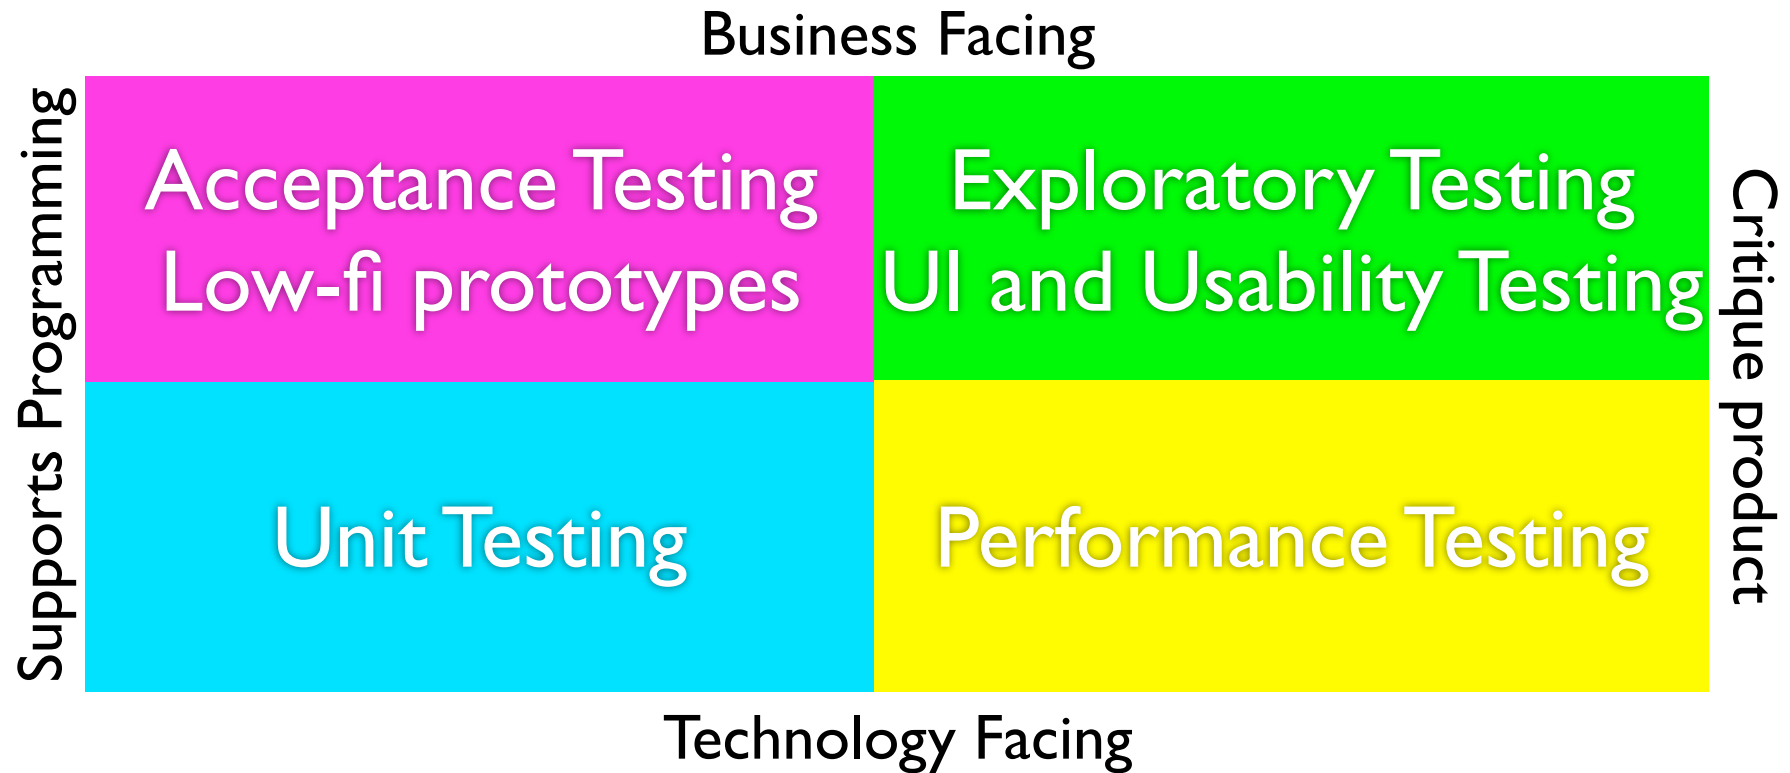 Business Facing
Supports Programming
Acceptance Testing
Low-fi prototypes
Exploratory Testing
UI and Usability Testing
Critique product
Unit Testing
Performance Testing
Technology Facing